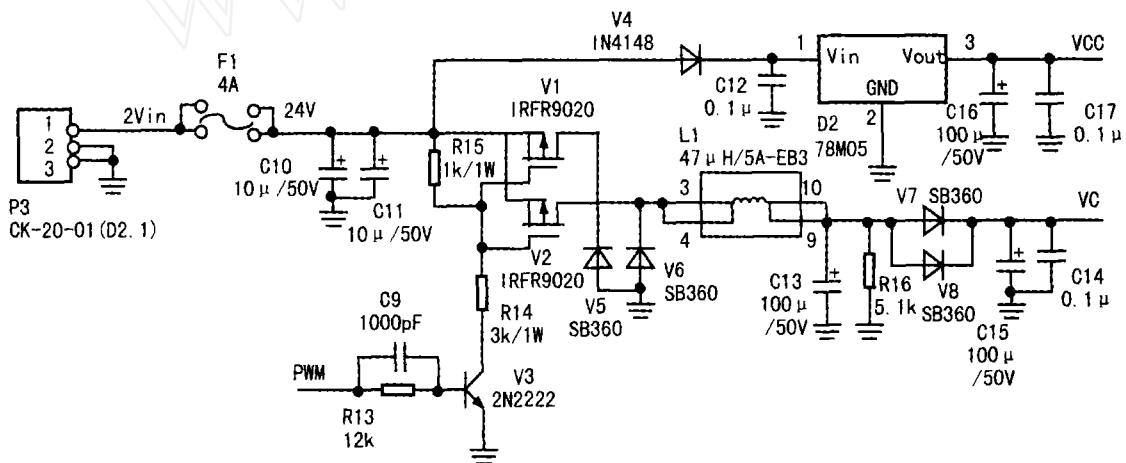 V4
IN4148
1
Vin
Vout
3
VCC
GND
2
D2
78M05
C12
0.1μ
C16
100μ
/50V
C17
0.1μ
F1
4A
2Vin
24V
1
2
3
P3
CK-20-01(D2.1)
C10
10μ/50V
C11
10μ/50V
R15
1k/1W
V1
IRFR9020
V2
IRFR9020
L1
47μH/5A-EB3
3
10
4
9
V5
SB360
V6
SB360
C13
100μ
/50V
R16
5.1k
V7
SB360
V8
SB360
VC
C15
100μ
/50V
C14
0.1μ
R14
3k/1W
C9
1000pF
PWM
R13
12k
V3
2N2222